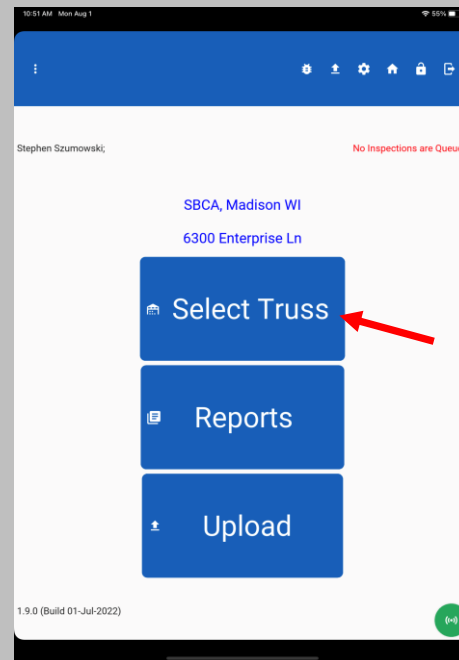 10:51 AM Mon Aug 1
55%
Stephen Szumowski;
No Inspections are Queu
SBCA, Madison WI
6300 Enterprise Ln
Select Truss
Reports
Upload
1.9.0 (Build 01-Jul-2022)